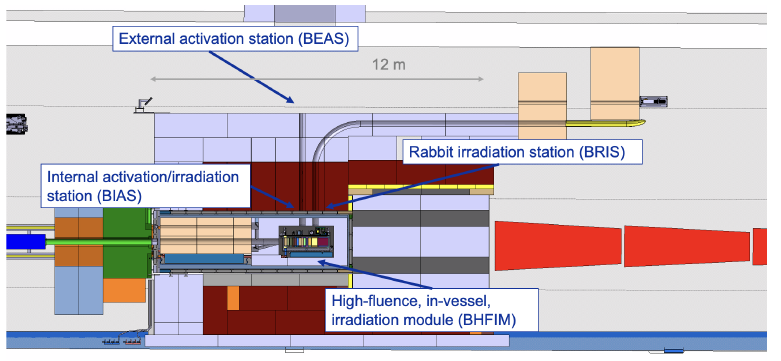 External activation station (BEAS)
12 m
Rabbit irradiation station (BRIS)
Internal activation/irradiation
station (BIAS)
High-fluence, in-vessel,
irradiation module (BHFIM)